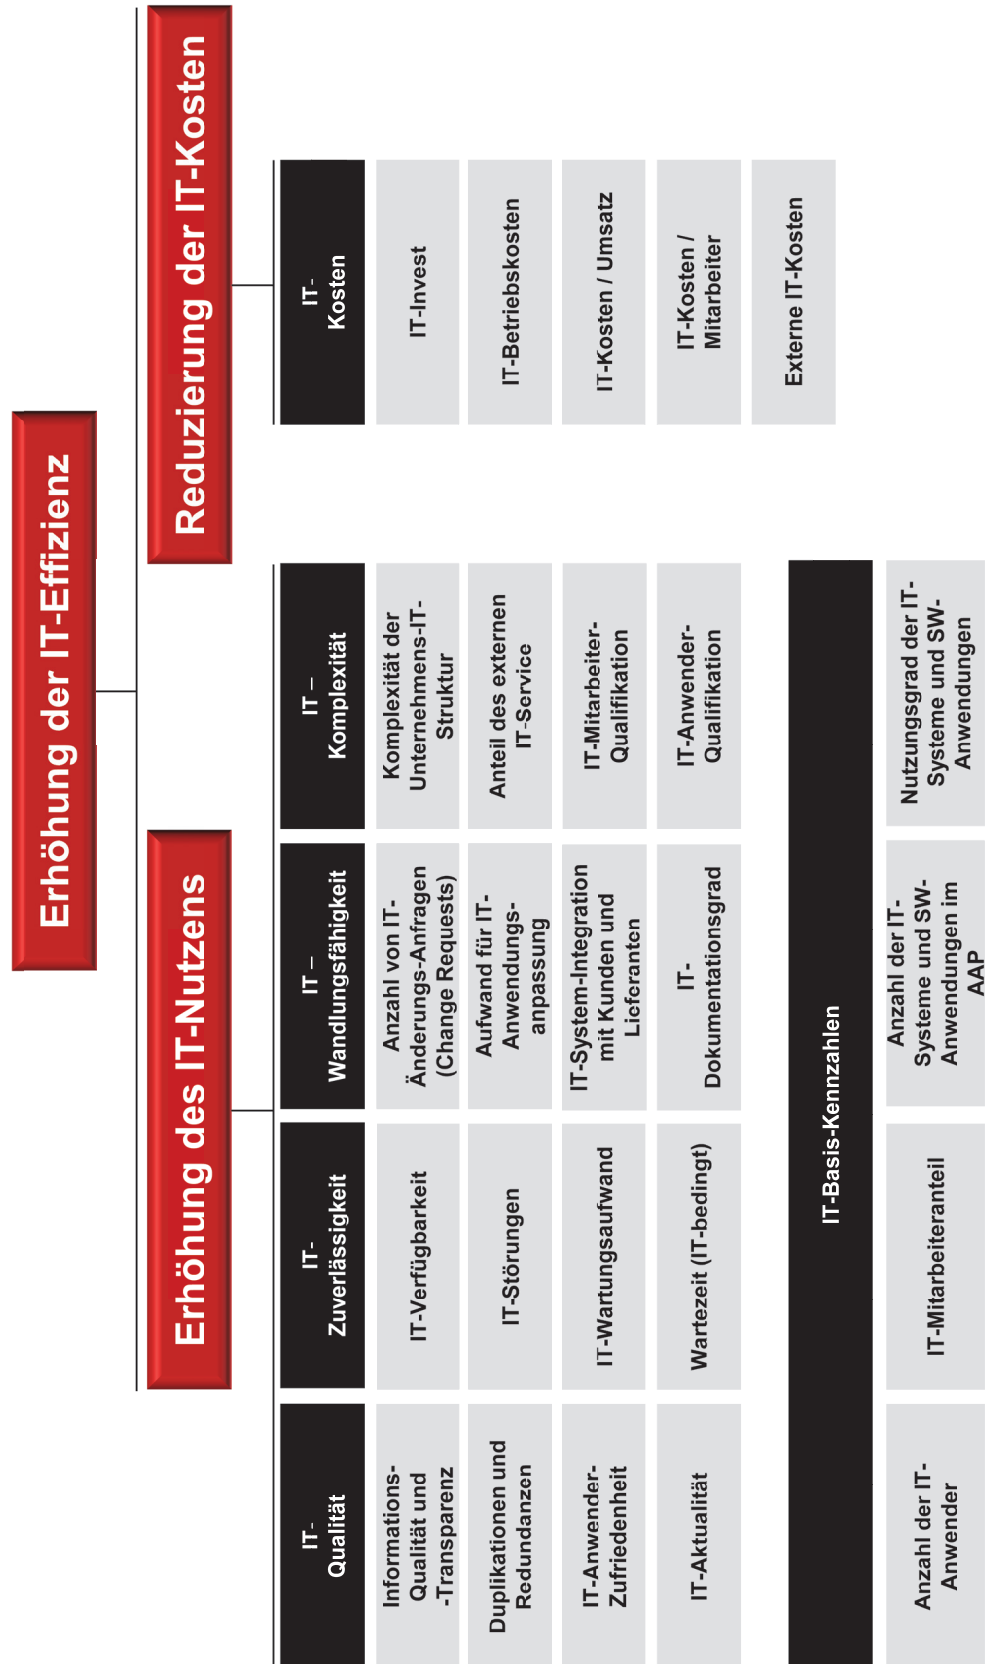 Erhöhung der IT-Effizienz
Erhöhung des IT-Nutzens
Reduzierung der IT-Kosten
IT-
Qualität
Informations-
Qualität und
-Transparenz
Duplikationen und
Redundanzen
IT-Anwender-
Zufriedenheit
IT-Aktualität
IT-
Zuverlässigkeit
IT-Verfügbarkeit
IT-Störungen
IT-Wartungsaufwand
Wartezeit (IT-bedingt)
IT –
Wandlungsfähigkeit
Anzahl von IT-
Änderungs-Anfragen
(Change Requests)
Aufwand für IT-
Anwendungs-
anpassung
IT-System-Integration
mit Kunden und
Lieferanten
IT-
Dokumentationsgrad
IT –
Komplexität
Komplexität der
Unternehmens-IT-
Struktur
Anteil des externen
IT-Service
IT-Mitarbeiter-
Qualifikation
IT-Anwender-
Qualifikation
IT-
Kosten
IT-Invest
IT-Betriebskosten
IT-Kosten / Umsatz
IT-Kosten /
Mitarbeiter
Externe IT-Kosten
IT-Basis-Kennzahlen
Anzahl der IT-
Anwender
IT-Mitarbeiteranteil
Anzahl der IT-
Systeme und SW-
Anwendungen im
AAP
Nutzungsgrad der IT-
Systeme und SW-
Anwendungen